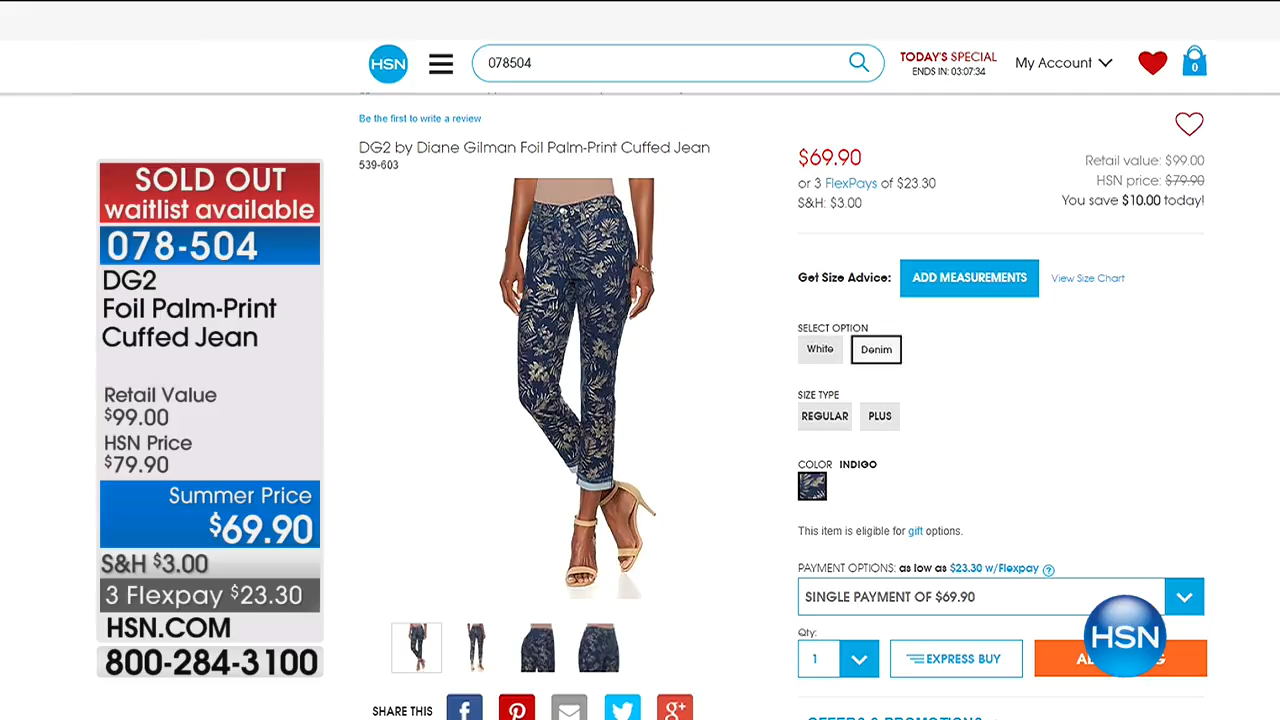 HSN
078504
TODAY'S SPECIAL
ENDS IN: 03:07:34
My Account
0
Be the first to write a review
DG2 by Diane Gilman Foil Palm-Print Cuffed Jean
539-603
SOLD OUT
waitlist available
078-504
DG2
Foil Palm-Print
Cuffed Jean
Retail Value
$99.00
HSN Price
$79.90
Summer Price
$69.90
S&H $3.00
3 Flexpay $23.30
HSN.COM
800-284-3100
$69.90
or 3 FlexPays of $23.30
S&H: $3.00
Retail value: $99.00
HSN price: $79.90
You save $10.00 today!
Get Size Advice:
ADD MEASUREMENTS
View Size Chart
SELECT OPTION
White
Denim
SIZE TYPE
REGULAR
PLUS
COLOR INDIGO
This item is eligible for gift options.
PAYMENT OPTIONS: as low as $23.30 w/Flexpay ?
SINGLE PAYMENT OF $69.90
Qty:
1
EXPRESS BUY
HSN
SHARE THIS
f
g+